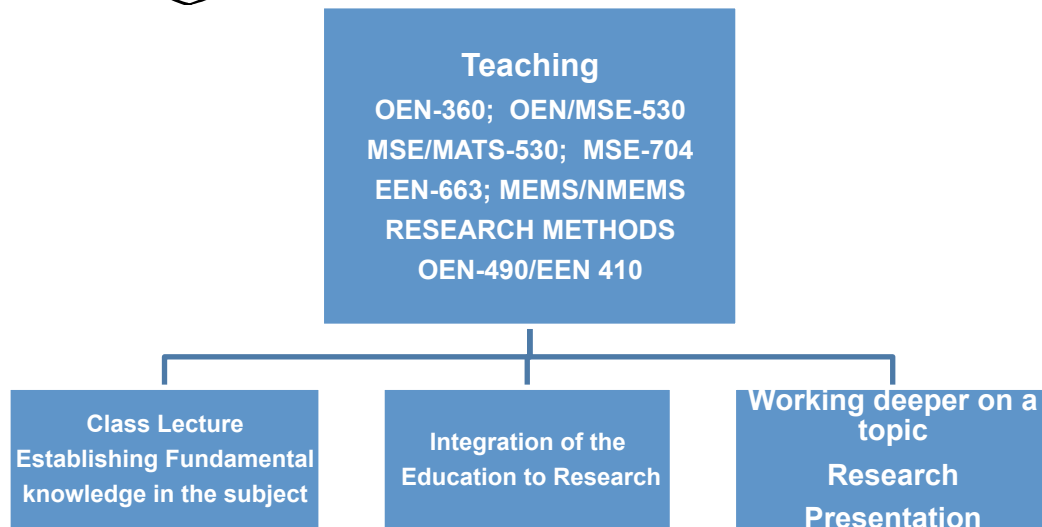 Teaching
OEN-360; OEN/MSE-530
MSE/MATS-530; MSE-704
EEN-663; MEMS/NMEMS
RESEARCH METHODS
OEN-490/EEN 410
Class Lecture
Establishing Fundamental
knowledge in the subject
Integration of the
Education to Research
Working deeper on a
topic
Research
Presentation